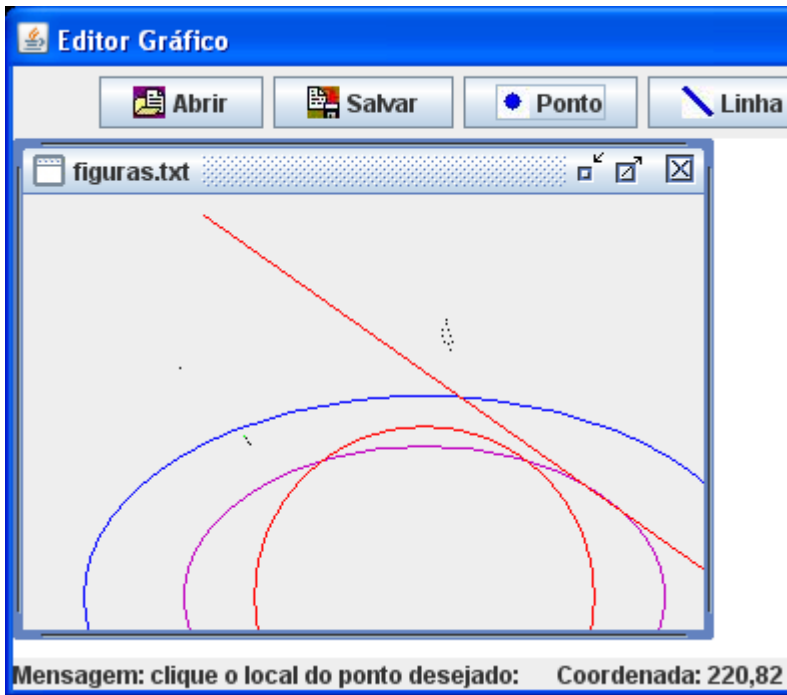 Editor Gráfico
Abrir Salvar Ponto Linha
figuras.txt
Mensagem: clique o local do ponto desejado: Coordenada: 220,82